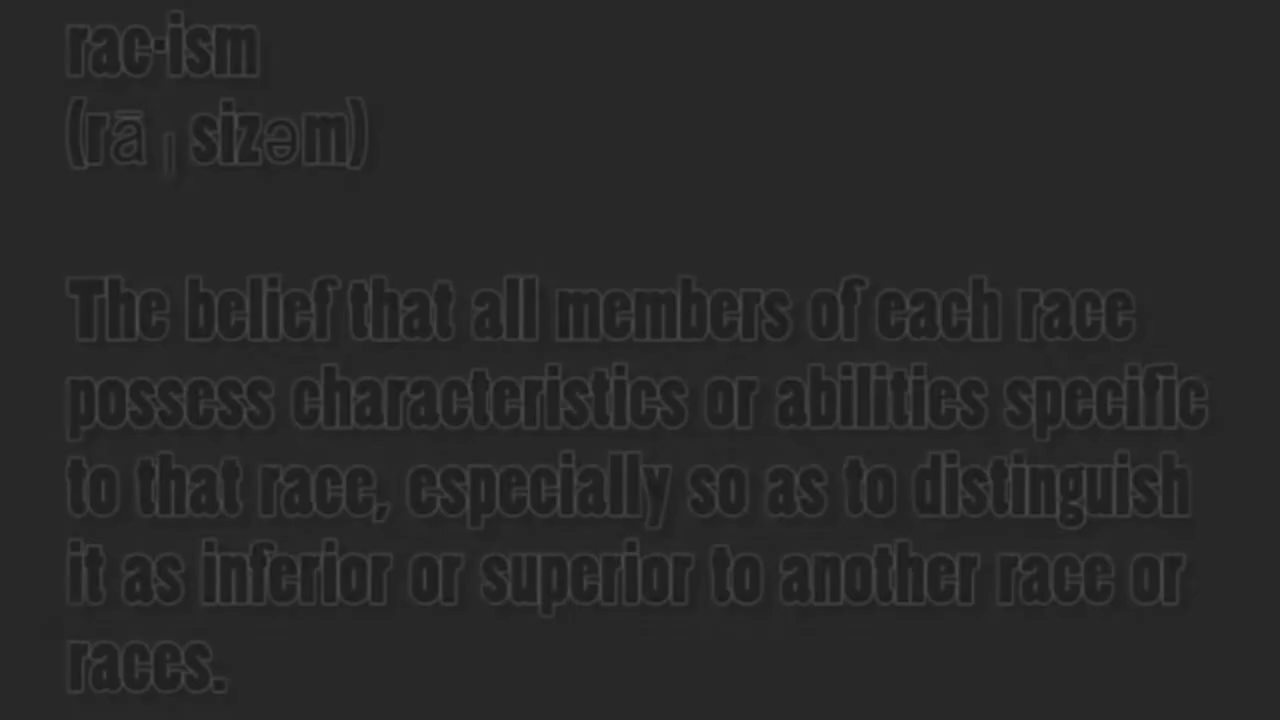 rac·ism
(rā ˌ sizəm)
The belief that all members of each race
possess characteristics or abilities specific
to that race, especially so as to distinguish
it as inferior or superior to another race or
races.